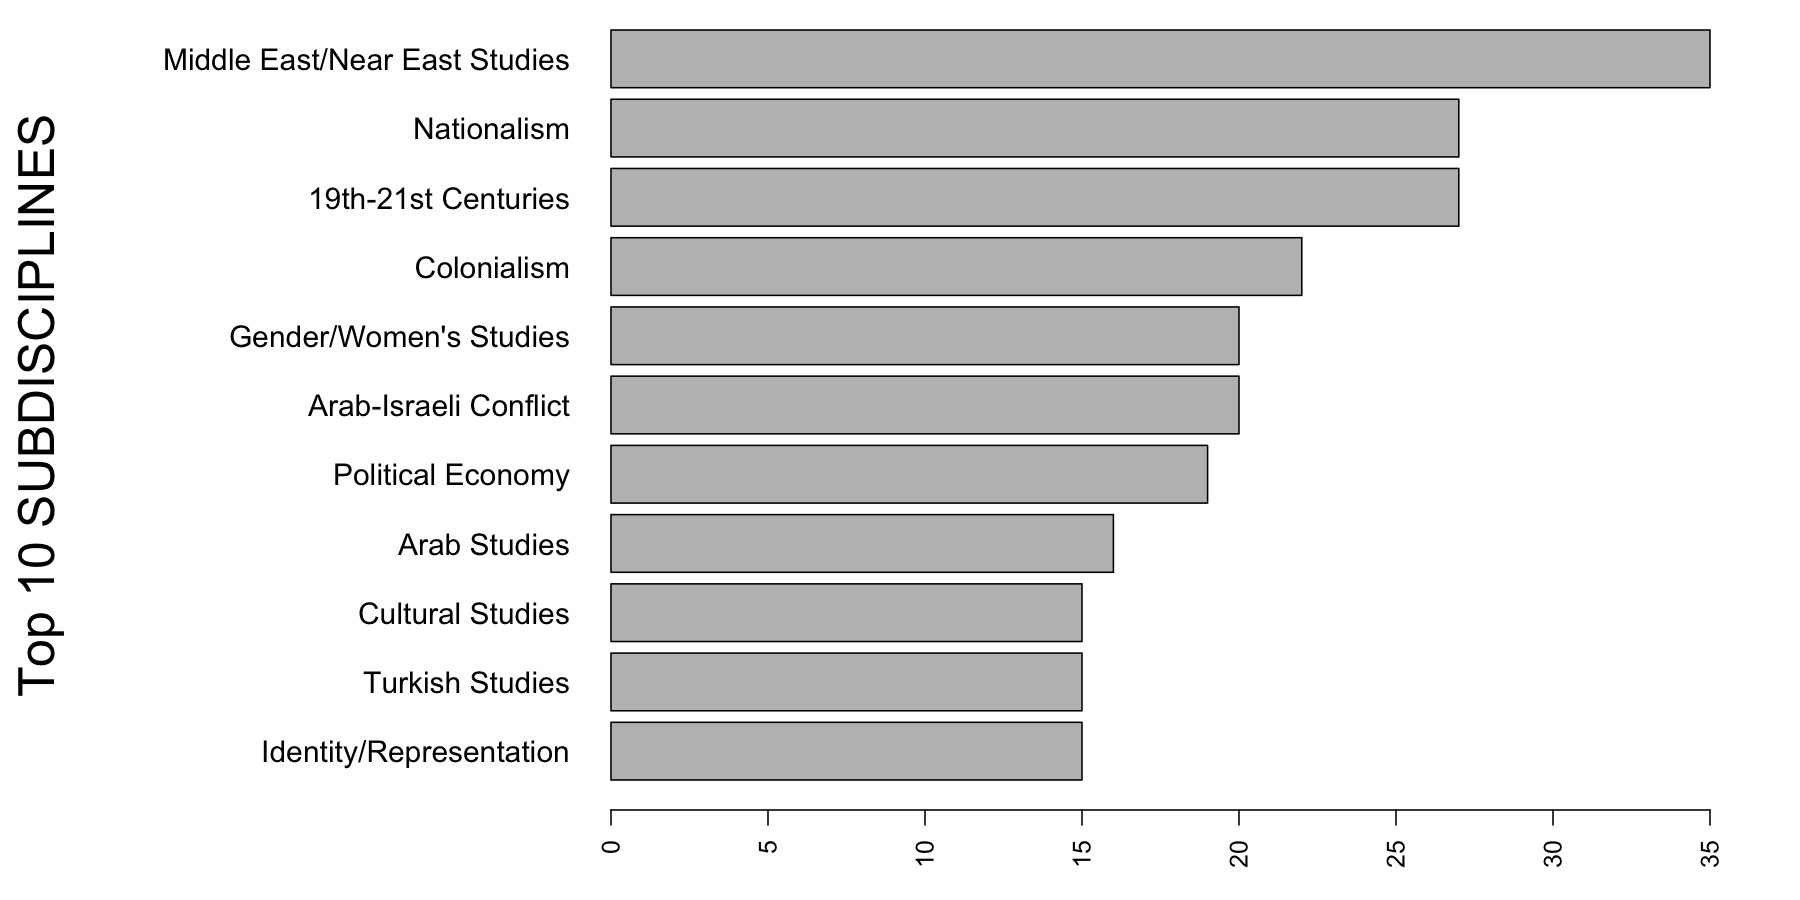 Top 10 SUBDISCIPLINES
Middle East/Near East Studies
Nationalism
19th-21st Centuries
Colonialism
Gender/Women's Studies
Arab-Israeli Conflict
Political Economy
Arab Studies
Cultural Studies
Turkish Studies
Identity/Representation
0 5 10 15 20 25 30 35